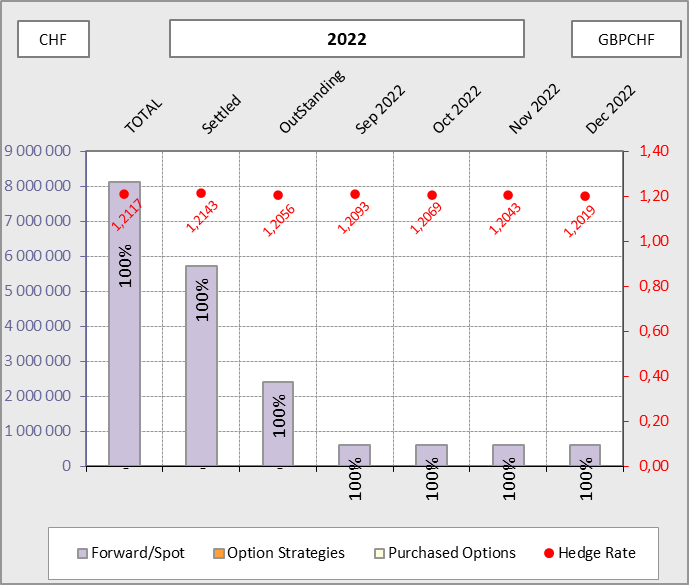 CHF
2022
GBPCHF
TOTAL
Settled
OutStanding
Sep 2022
Oct 2022
Nov 2022
Dec 2022
9 000 000
8 000 000
7 000 000
6 000 000
5 000 000
4 000 000
3 000 000
2 000 000
1 000 000
0
1,40
1,20
1,00
0,80
0,60
0,40
0,20
0,00
1,2117
1,2143
1,2056
1,2093
1,2069
1,2043
1,2019
100%
100%
100%
100%
100%
100%
100%
-
-
-
Forward/Spot
Option Strategies
Purchased Options
Hedge Rate